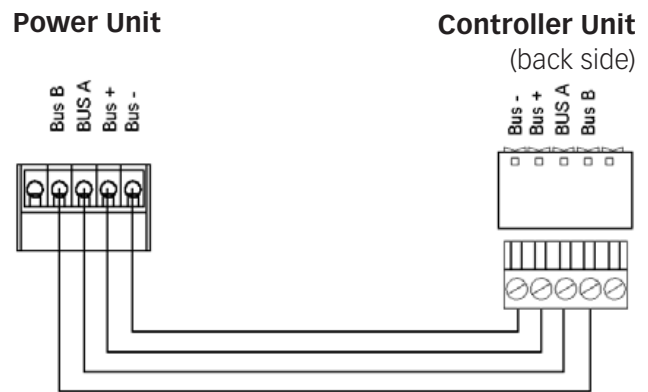 Power Unit
Controller Unit
(back side)
Bus B
BUS A
Bus +
Bus -
Bus -
Bus +
BUS A
Bus B